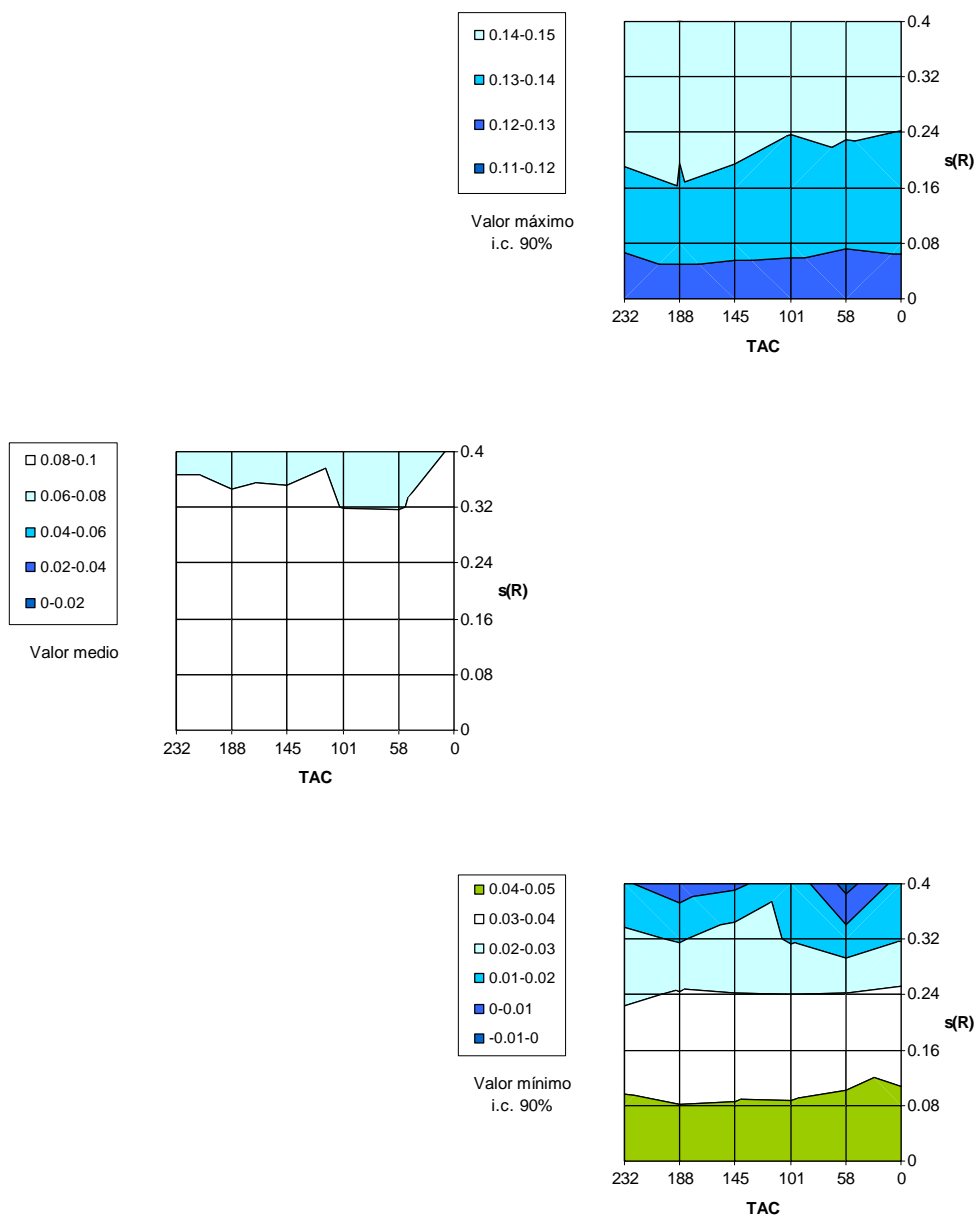 0.14-0.15
0.13-0.14
0.12-0.13
0.11-0.12
Valor máximo
i.c. 90%
0.4
0.32
0.24
s(R)
0.16
0.08
0
232 188 145 101 58 0
TAC
0.08-0.1
0.06-0.08
0.04-0.06
0.02-0.04
0-0.02
Valor medio
0.4
0.32
0.24
s(R)
0.16
0.08
0
232 188 145 101 58 0
TAC
0.04-0.05
0.03-0.04
0.02-0.03
0.01-0.02
0-0.01
-0.01-0
Valor mínimo
i.c. 90%
0.4
0.32
0.24
s(R)
0.16
0.08
0
232 188 145 101 58 0
TAC